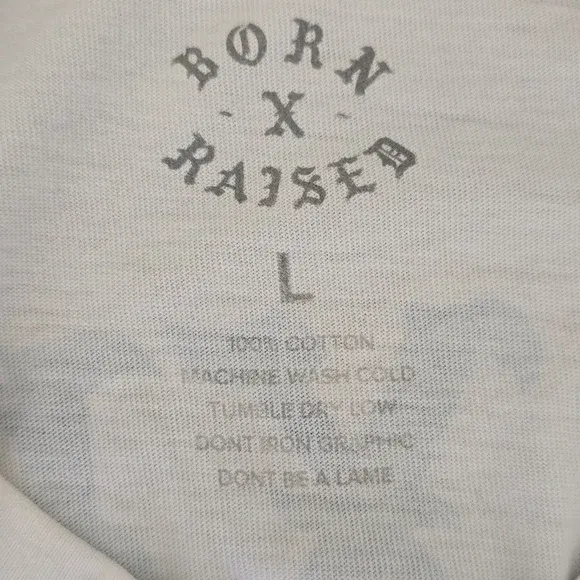 BORN
- X -
RAISED
L
100% COTTON
MACHINE WASH COLD
TUMBLE DRY LOW
DONT IRON GRAPHIC
DONT BE A LAME